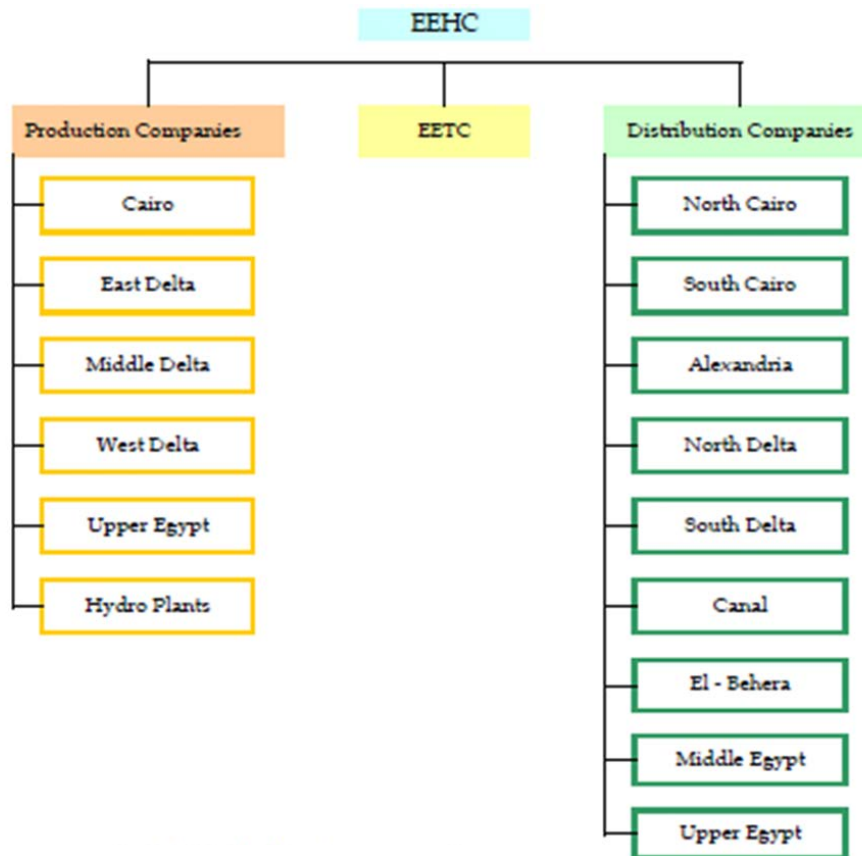 EEHC
Production Companies
EETC
Distribution Companies
Cairo
East Delta
Middle Delta
West Delta
Upper Egypt
Hydro Plants
North Cairo
South Cairo
Alexandria
North Delta
South Delta
Canal
El - Behera
Middle Egypt
Upper Egypt